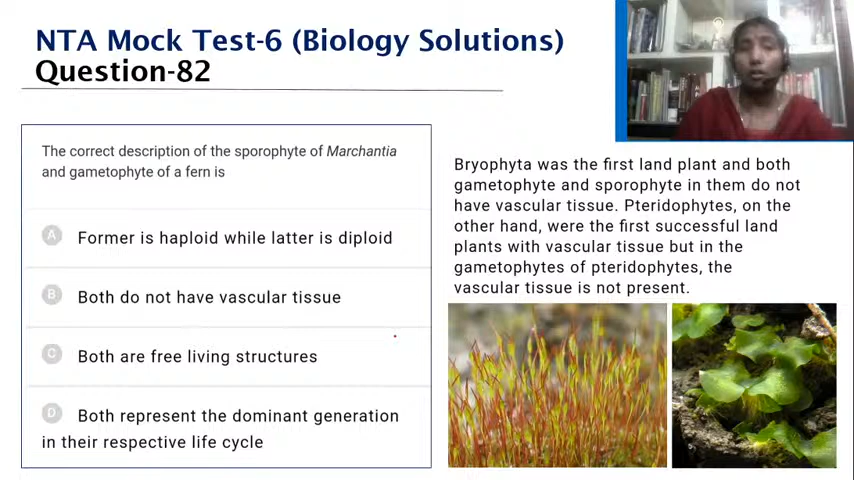 NTA Mock Test-6 (Biology Solutions)
Question-82
The correct description of the sporophyte of Marchantia
and gametophyte of a fern is
A Former is haploid while latter is diploid
B Both do not have vascular tissue
C Both are free living structures
D Both represent the dominant generation
in their respective life cycle
Bryophyta was the first land plant and both
gametophyte and sporophyte in them do not
have vascular tissue. Pteridophytes, on the
other hand, were the first successful land
plants with vascular tissue but in the
gametophytes of pteridophytes, the
vascular tissue is not present.